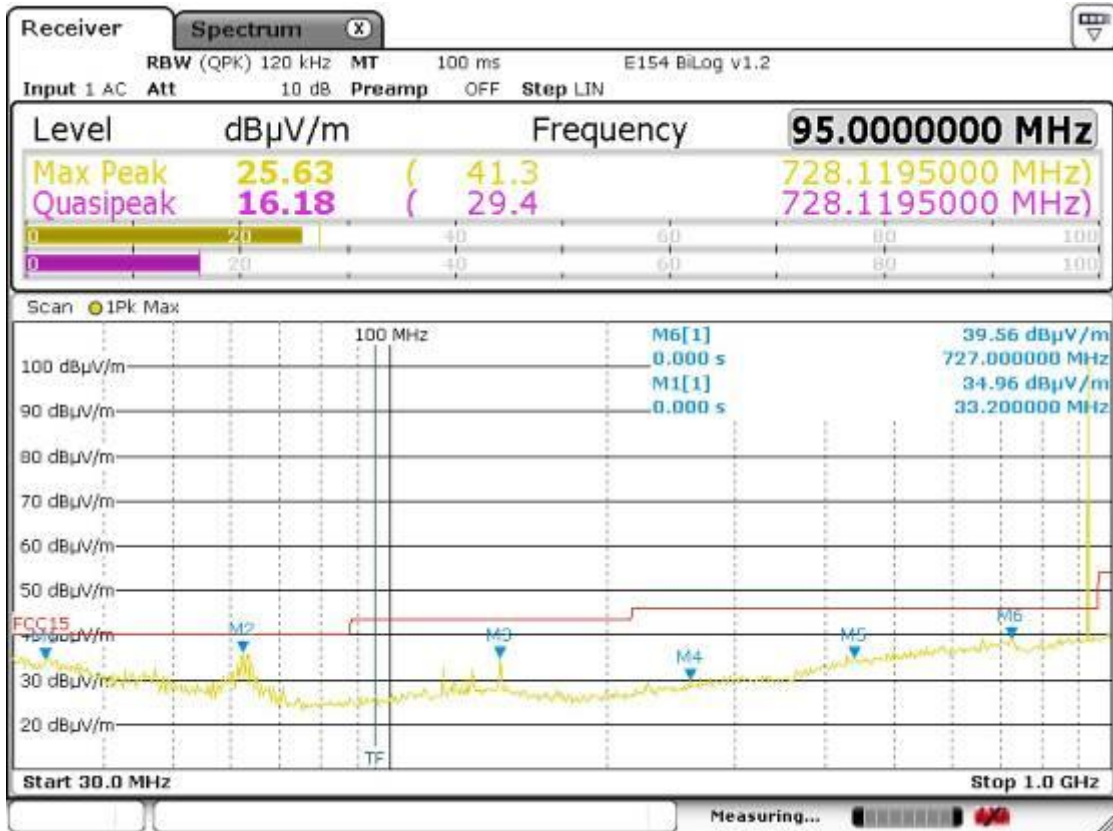 Receiver Spectrum X
RBW (QPK) 120 kHz MT 100 ms E154 BiLog v1.2
Input 1 AC Att 10 dB Preamp OFF Step LIN
Level dBµV/m Frequency 95.0000000 MHz
Max Peak 25.63 ( 41.3 728.1195000 MHz)
Quasipeak 16.18 ( 29.4 728.1195000 MHz)
0 20 40 60 80 100
0 20 40 60 80 100
Scan 1Pk Max
100 MHz M6[1] 39.56 dBµV/m
0.000 s 727.000000 MHz
M1[1] 34.96 dBµV/m
0.000 s 33.200000 MHz
100 dBµV/m
90 dBµV/m
80 dBµV/m
70 dBµV/m
60 dBµV/m
50 dBµV/m
FCC15
M2 M3 M4 M5 M6
30 dBµV/m
20 dBµV/m
TF
Start 30.0 MHz Stop 1.0 GHz
Measuring...